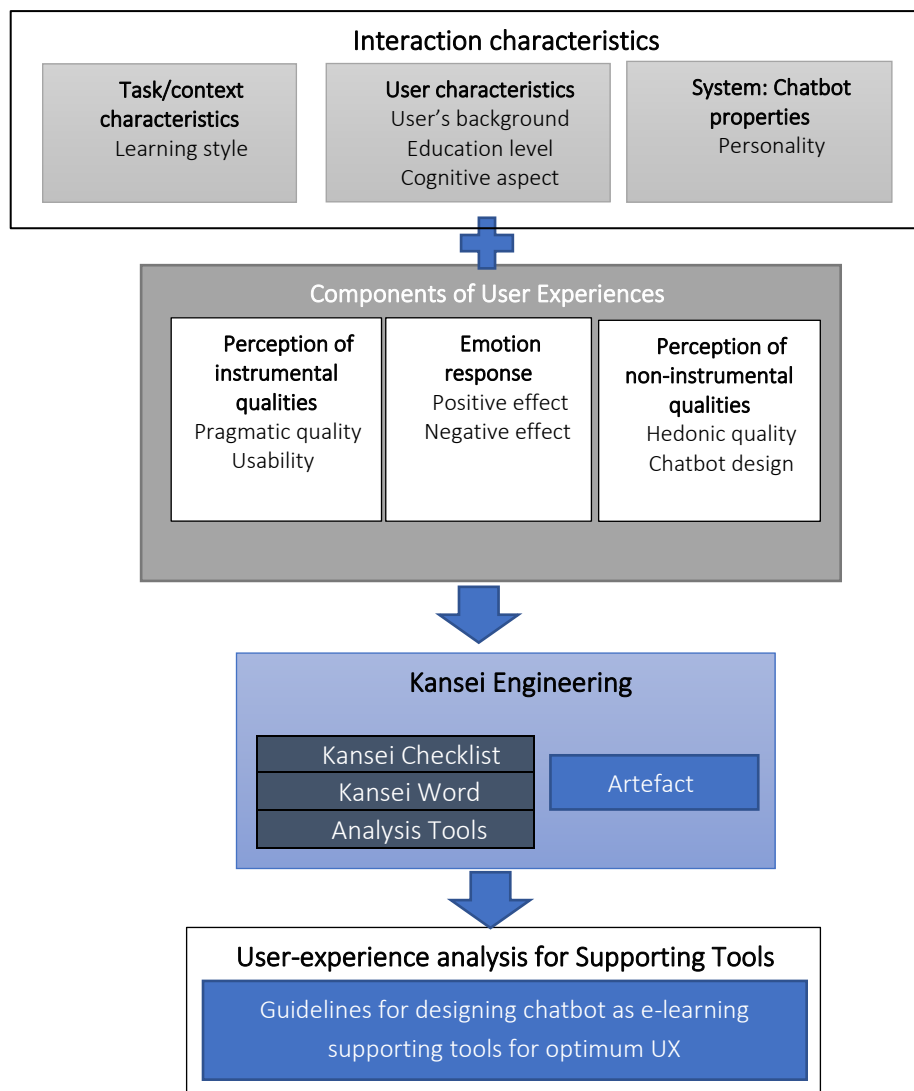 Interaction characteristics
Task/context
characteristics
Learning style
User characteristics
User's background
Education level
Cognitive aspect
System: Chatbot
properties
Personality
Components of User Experiences
Perception of
instrumental
qualities
Pragmatic quality
Usability
Emotion
response
Positive effect
Negative effect
Perception of
non-instrumental
qualities
Hedonic quality
Chatbot design
Kansei Engineering
Kansei Checklist
Kansei Word
Analysis Tools
Artefact
User-experience analysis for Supporting Tools
Guidelines for designing chatbot as e-learning
supporting tools for optimum UX